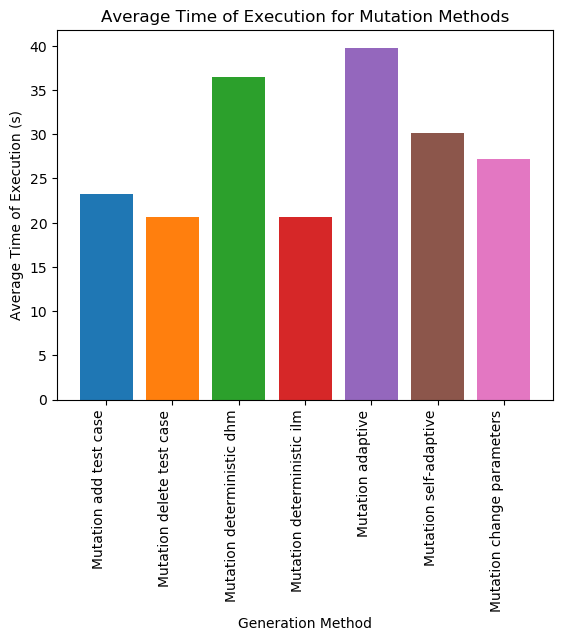 Average Time of Execution for Mutation Methods
Average Time of Execution (s)
40
35
30
25
20
15
10
5
0
Mutation add test case
Mutation delete test case
Mutation deterministic dhm
Mutation deterministic ilm
Mutation adaptive
Mutation self-adaptive
Mutation change parameters
Generation Method